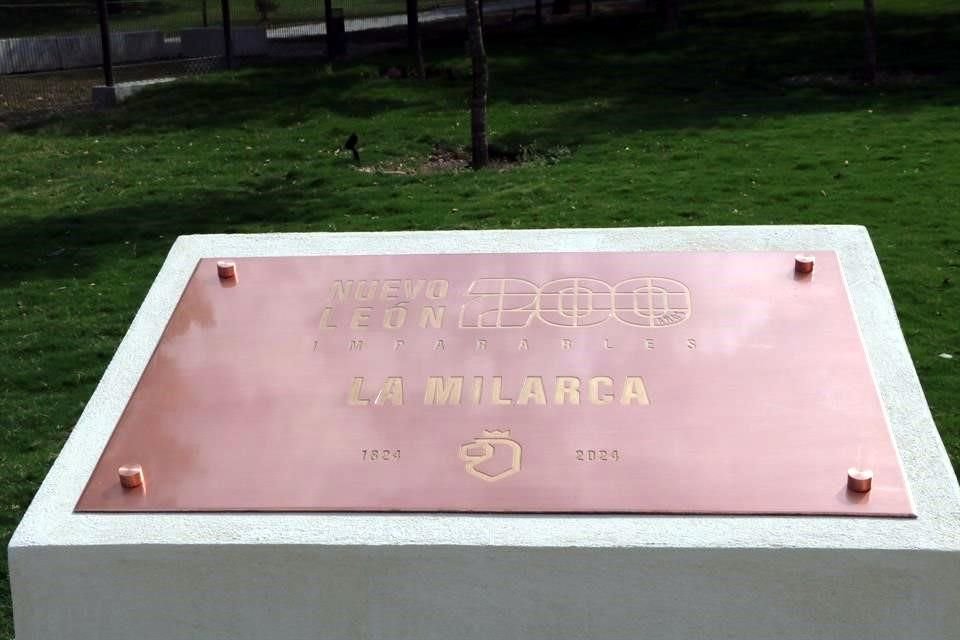 NUEVO LEÓN 200
IMPARABLES
LA MILARCA
1824 2024